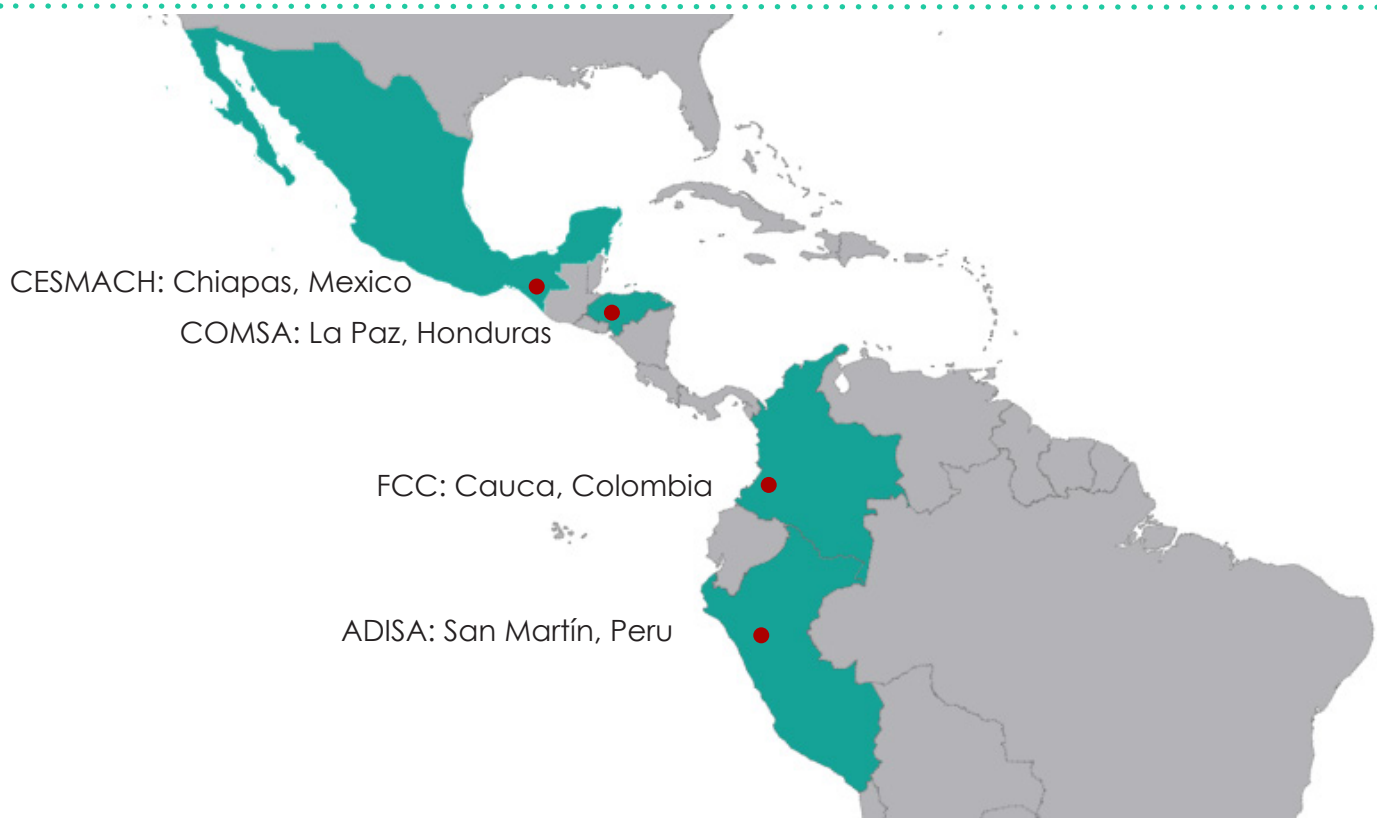 CESMACH: Chiapas, Mexico
COMSA: La Paz, Honduras
FCC: Cauca, Colombia
ADISA: San Martín, Peru